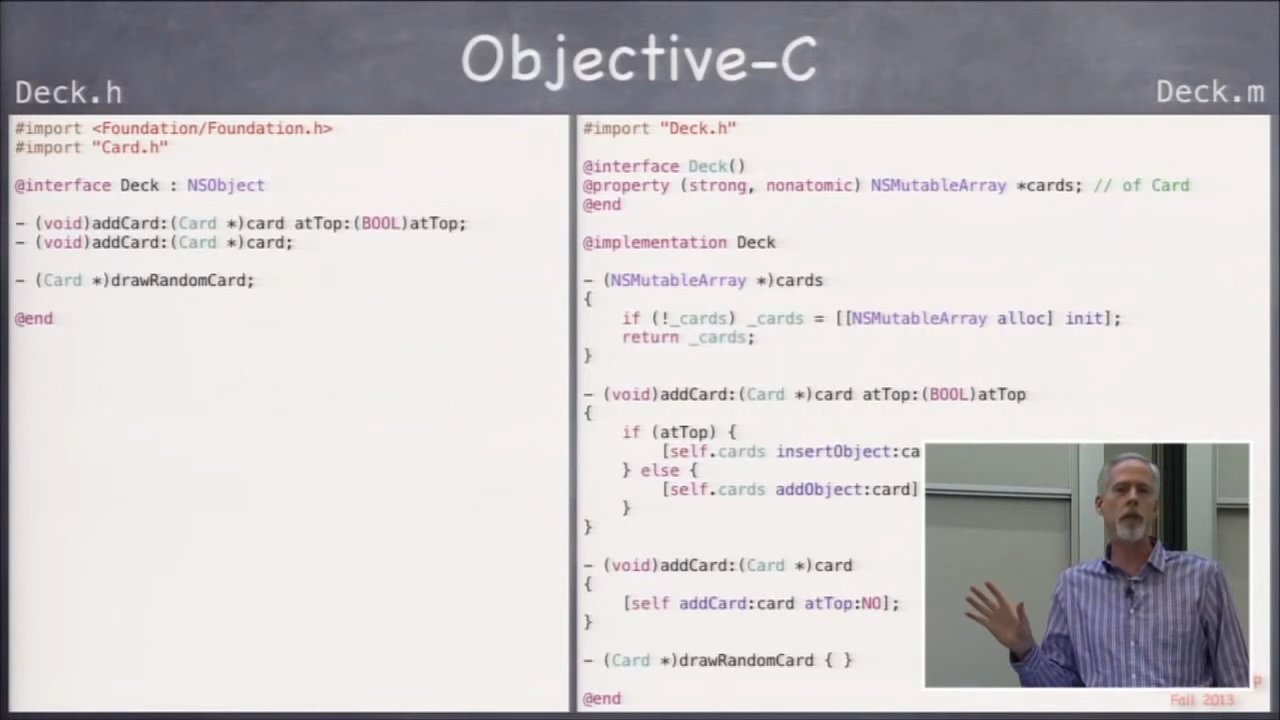 Objective-C
Deck.h
Deck.m
#import <Foundation/Foundation.h>
#import "Card.h"
@interface Deck : NSObject
- (void)addCard:(Card *)card atTop:(BOOL)atTop;
- (void)addCard:(Card *)card;
- (Card *)drawRandomCard;
@end
#import "Deck.h"
@interface Deck()
@property (strong, nonatomic) NSMutableArray *cards; // of Card
@end
@implementation Deck
- (NSMutableArray *)cards
{
if (!_cards) _cards = [[NSMutableArray alloc] init];
return _cards;
}
- (void)addCard:(Card *)card atTop:(BOOL)atTop
{
if (atTop) {
[self.cards insertObject:ca
} else {
[self.cards addObject:card]
}
}
- (void)addCard:(Card *)card
{
[self addCard:card atTop:NO];
}
- (Card *)drawRandomCard { }
@end
Fall 2013